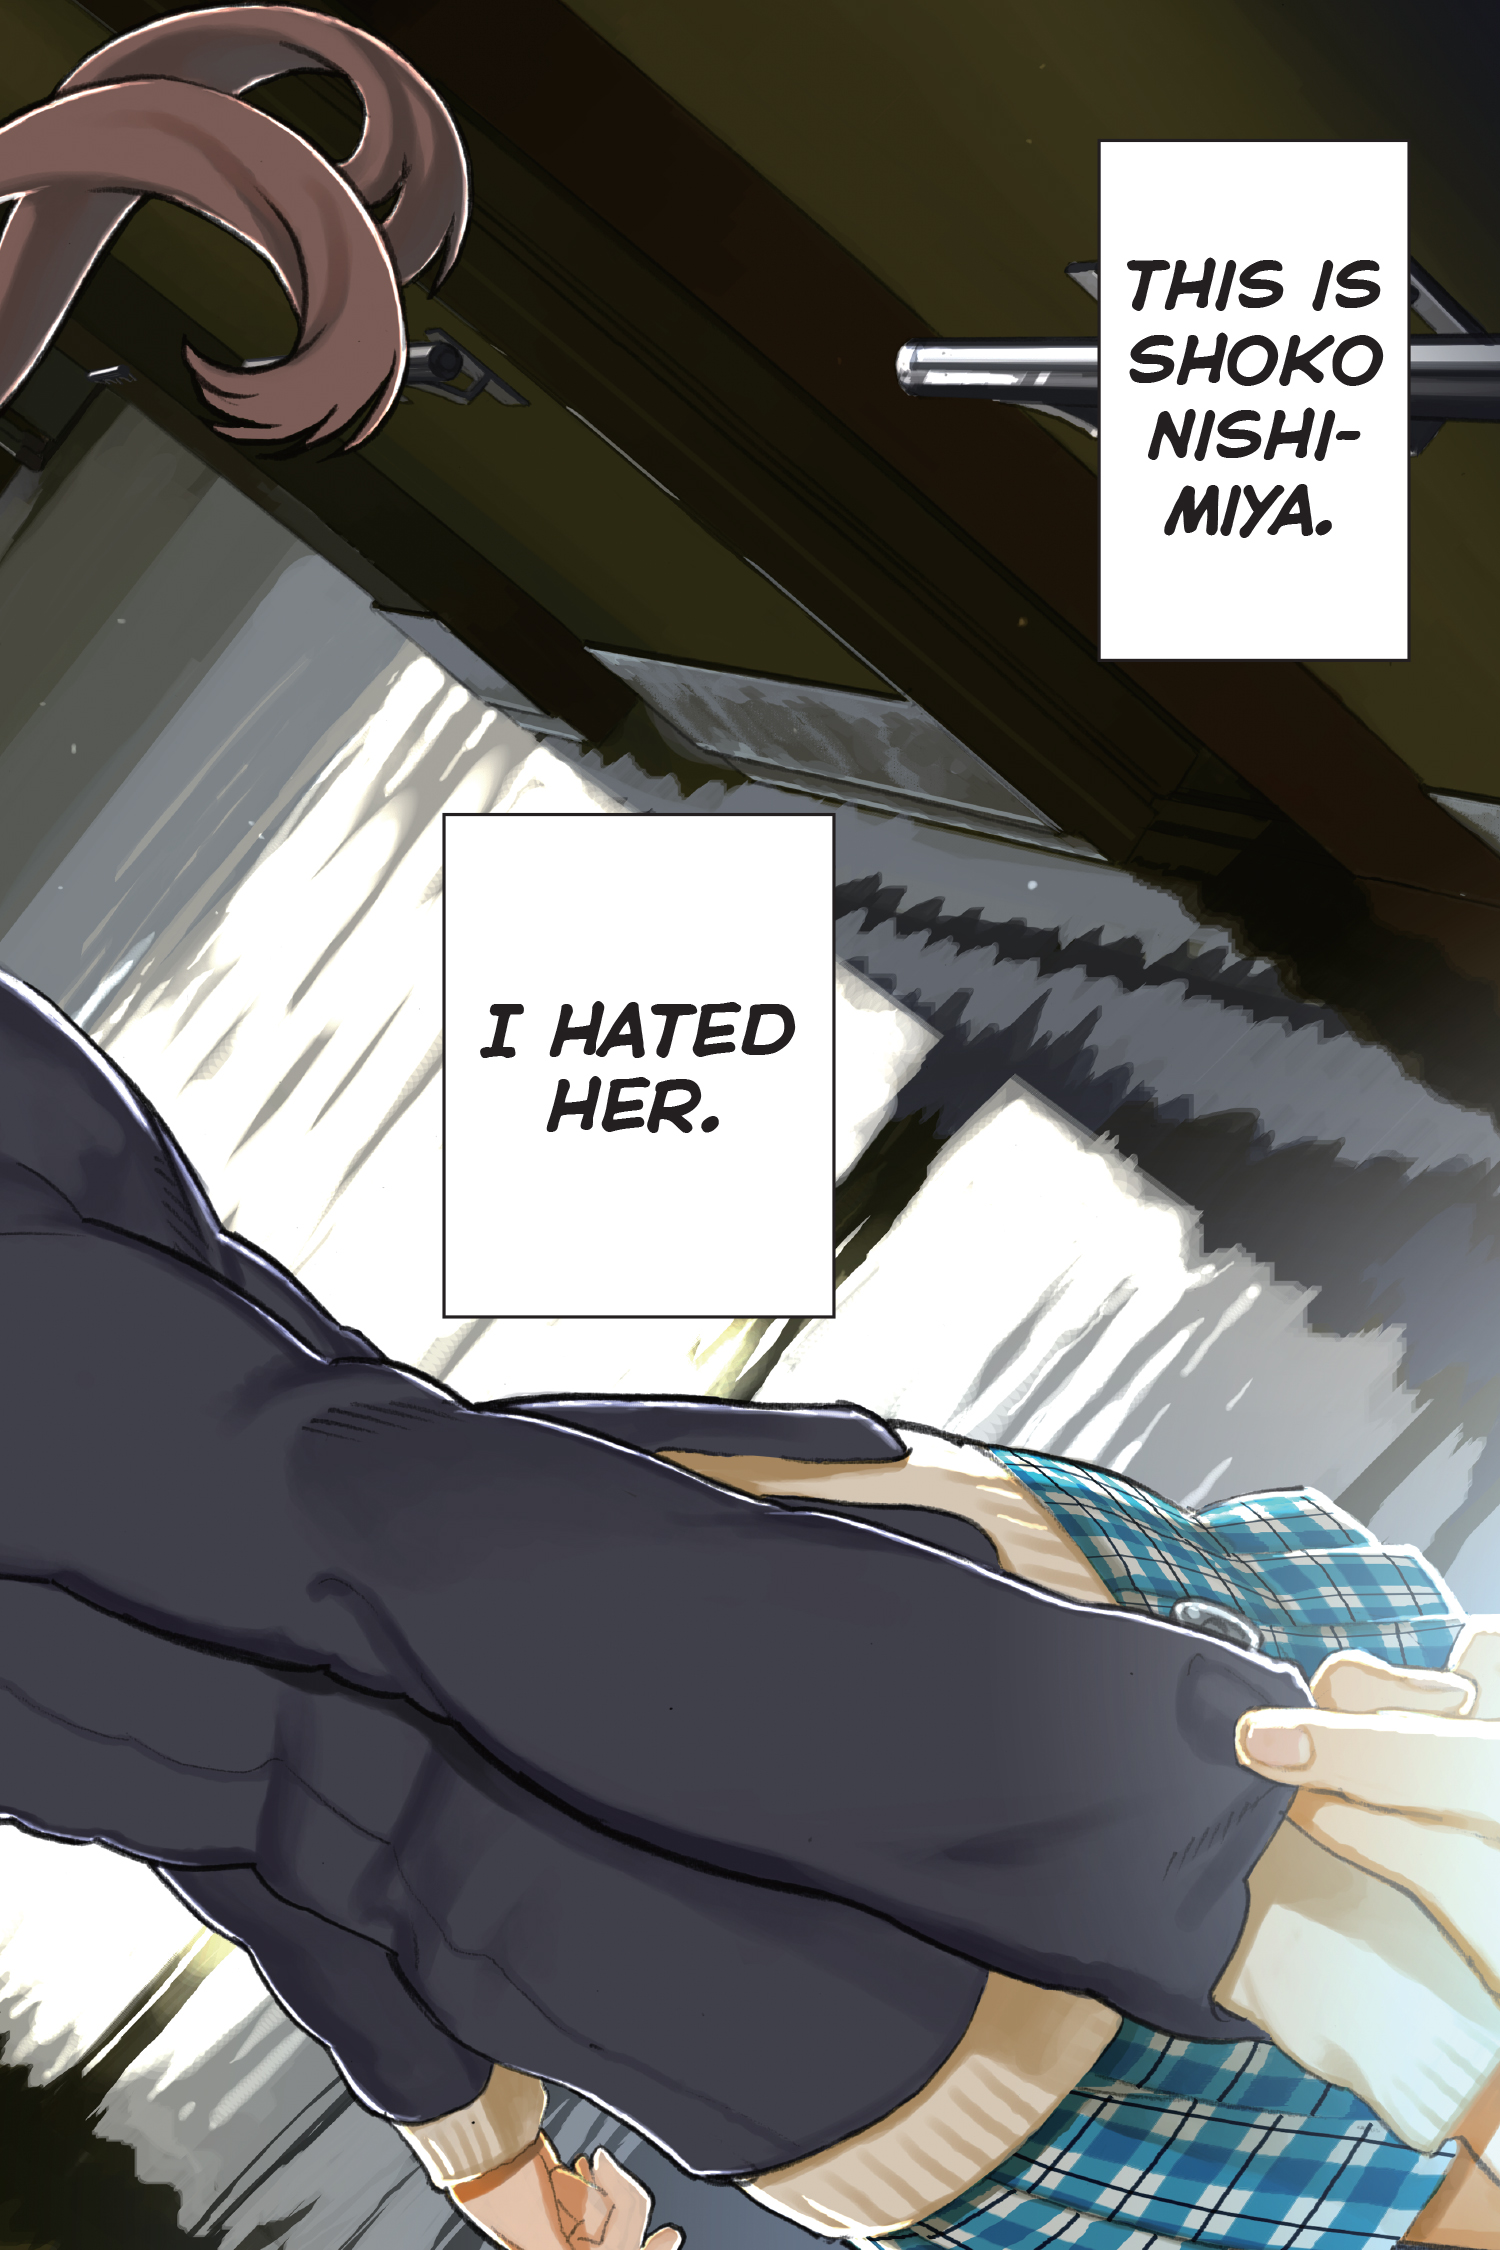 THIS IS
SHOKO
NISHI-
MIYA.
I HATED
HER.